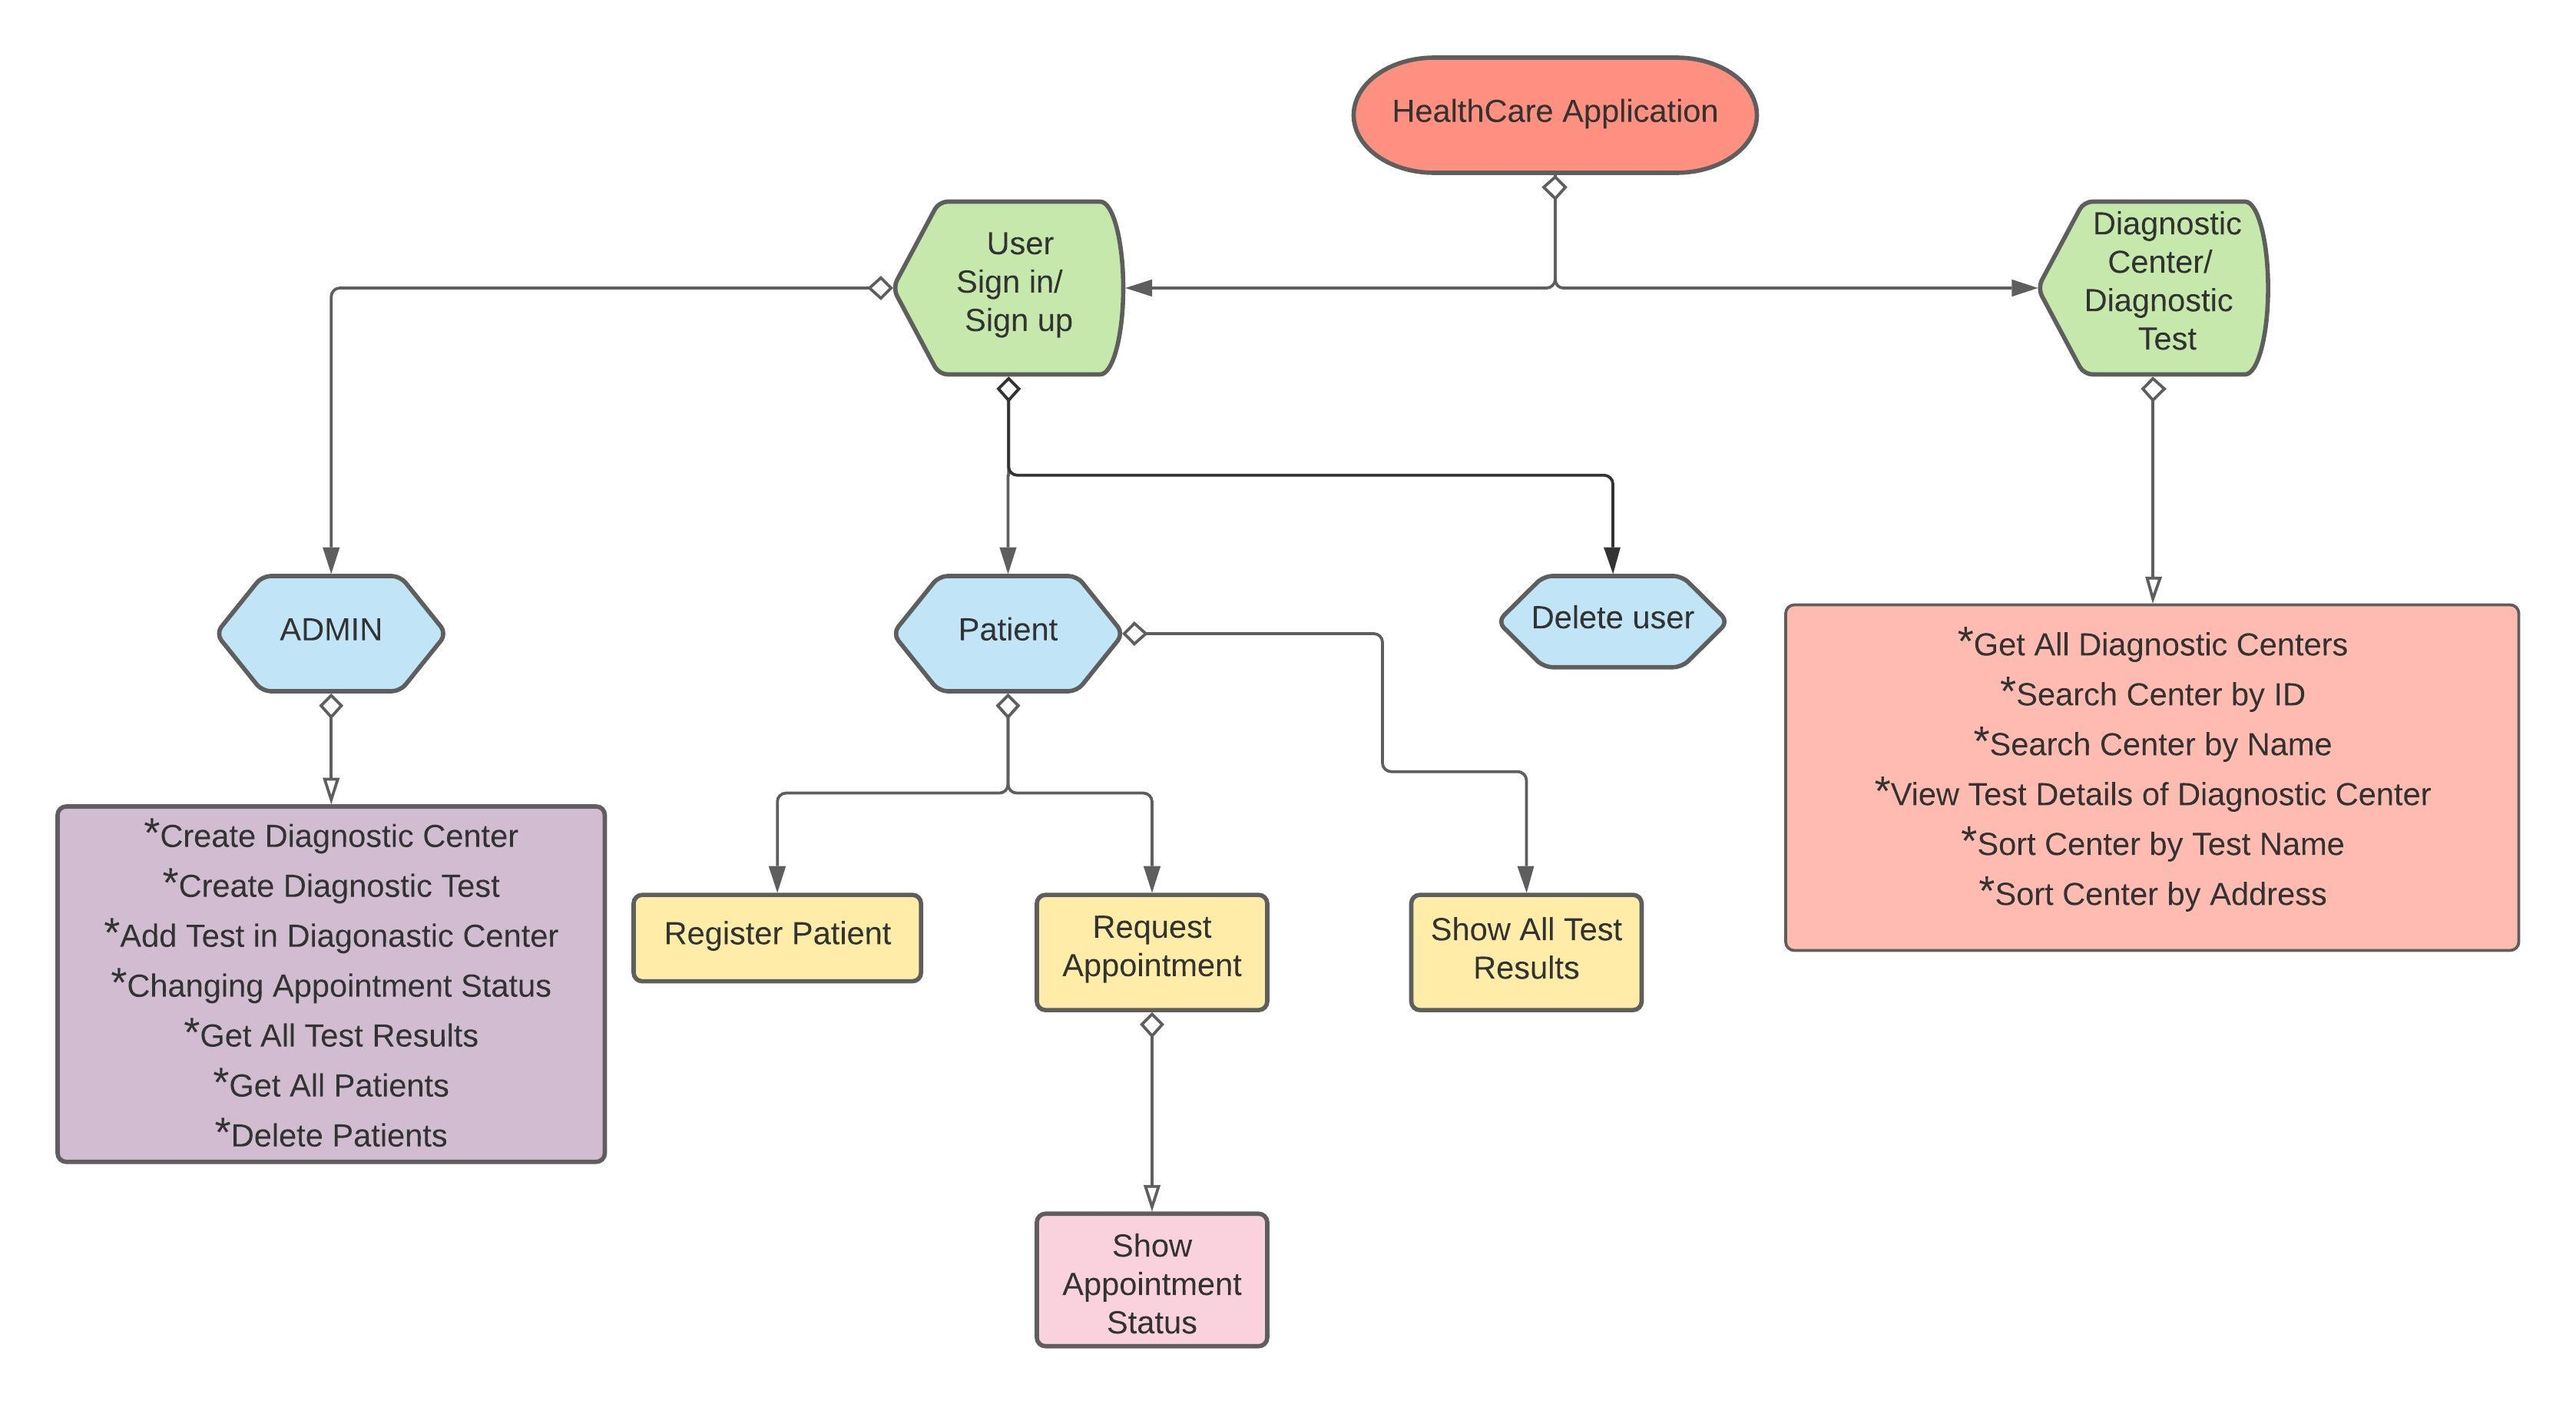 HealthCare Application
User
Sign in/
Sign up
Diagnostic
Center/
Diagnostic
Test
ADMIN
Patient
Delete user
*Get All Diagnostic Centers
*Search Center by ID
*Search Center by Name
*View Test Details of Diagnostic Center
*Sort Center by Test Name
*Sort Center by Address
*Create Diagnostic Center
*Create Diagnostic Test
*Add Test in Diagonastic Center
*Changing Appointment Status
*Get All Test Results
*Get All Patients
*Delete Patients
Register Patient
Request
Appointment
Show All Test
Results
Show
Appointment
Status